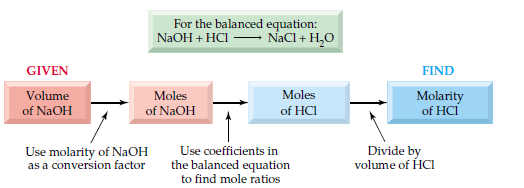 For the balanced equation:
NaOH + HCl ⟶ NaCl + H₂O
GIVEN
FIND
Volume
of NaOH
Moles
of NaOH
Moles
of HCl
Molarity
of HCl
Use molarity of NaOH
as a conversion factor
Use coefficients in
the balanced equation
to find mole ratios
Divide by
volume of HCl